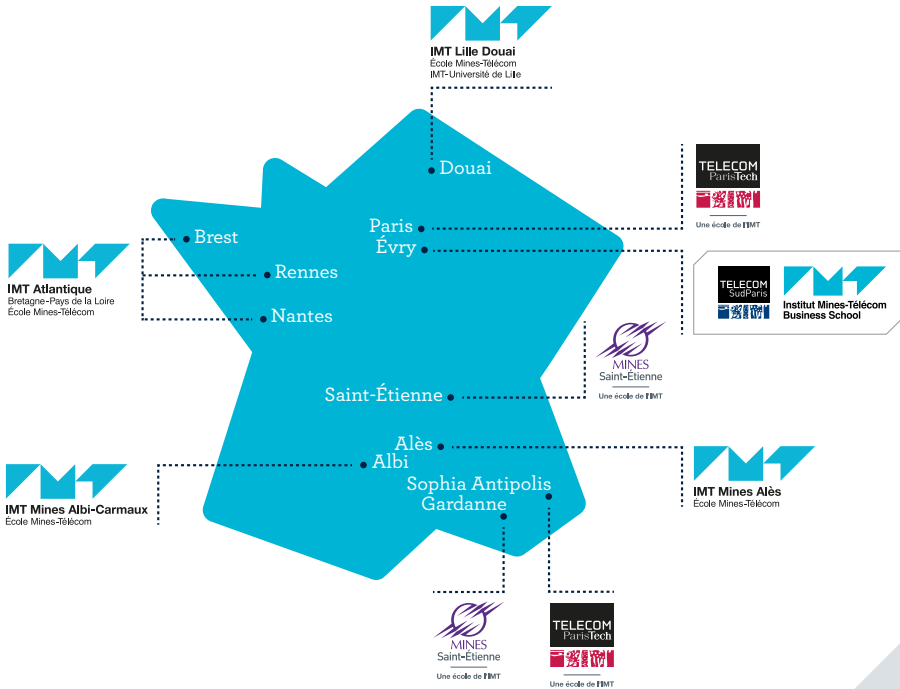 IMT Lille Douai
École Mines-Télécom
IMT-Université de Lille
Douai
TELECOM
ParisTech
Une école de l'IMT
Paris
Évry
Brest
Rennes
Nantes
IMT Atlantique
Bretagne-Pays de la Loire
École Mines-Télécom
TELECOM
SudParis
Institut Mines-Télécom
Business School
MINES
Saint-Étienne
Une école de l'IMT
Saint-Étienne
Alès
Albi
IMT Mines Albi-Carmaux
École Mines-Télécom
IMT Mines Alès
École Mines-Télécom
Sophia Antipolis
Gardanne
MINES
Saint-Étienne
Une école de l'IMT
TELECOM
ParisTech
Une école de l'IMT